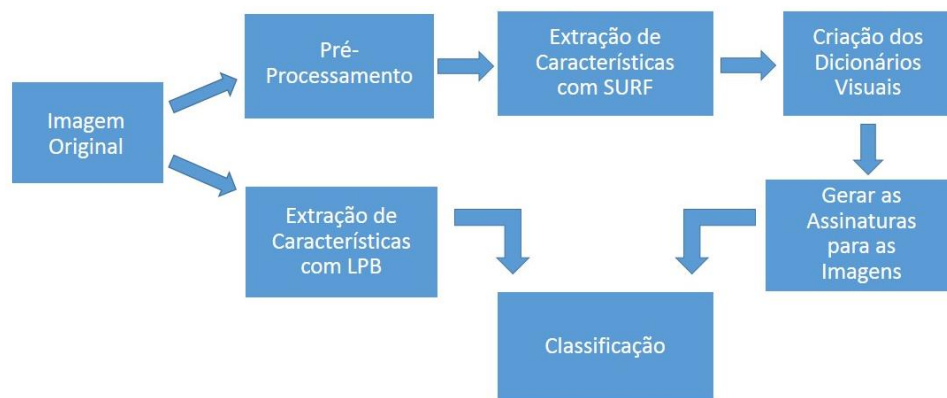 Imagem
Original
Pré-
Processamento
Extração de
Características
com SURF
Criação dos
Dicionários
Visuais
Gerar as
Assinaturas
para as
Imagens
Extração de
Características
com LPB
Classificação